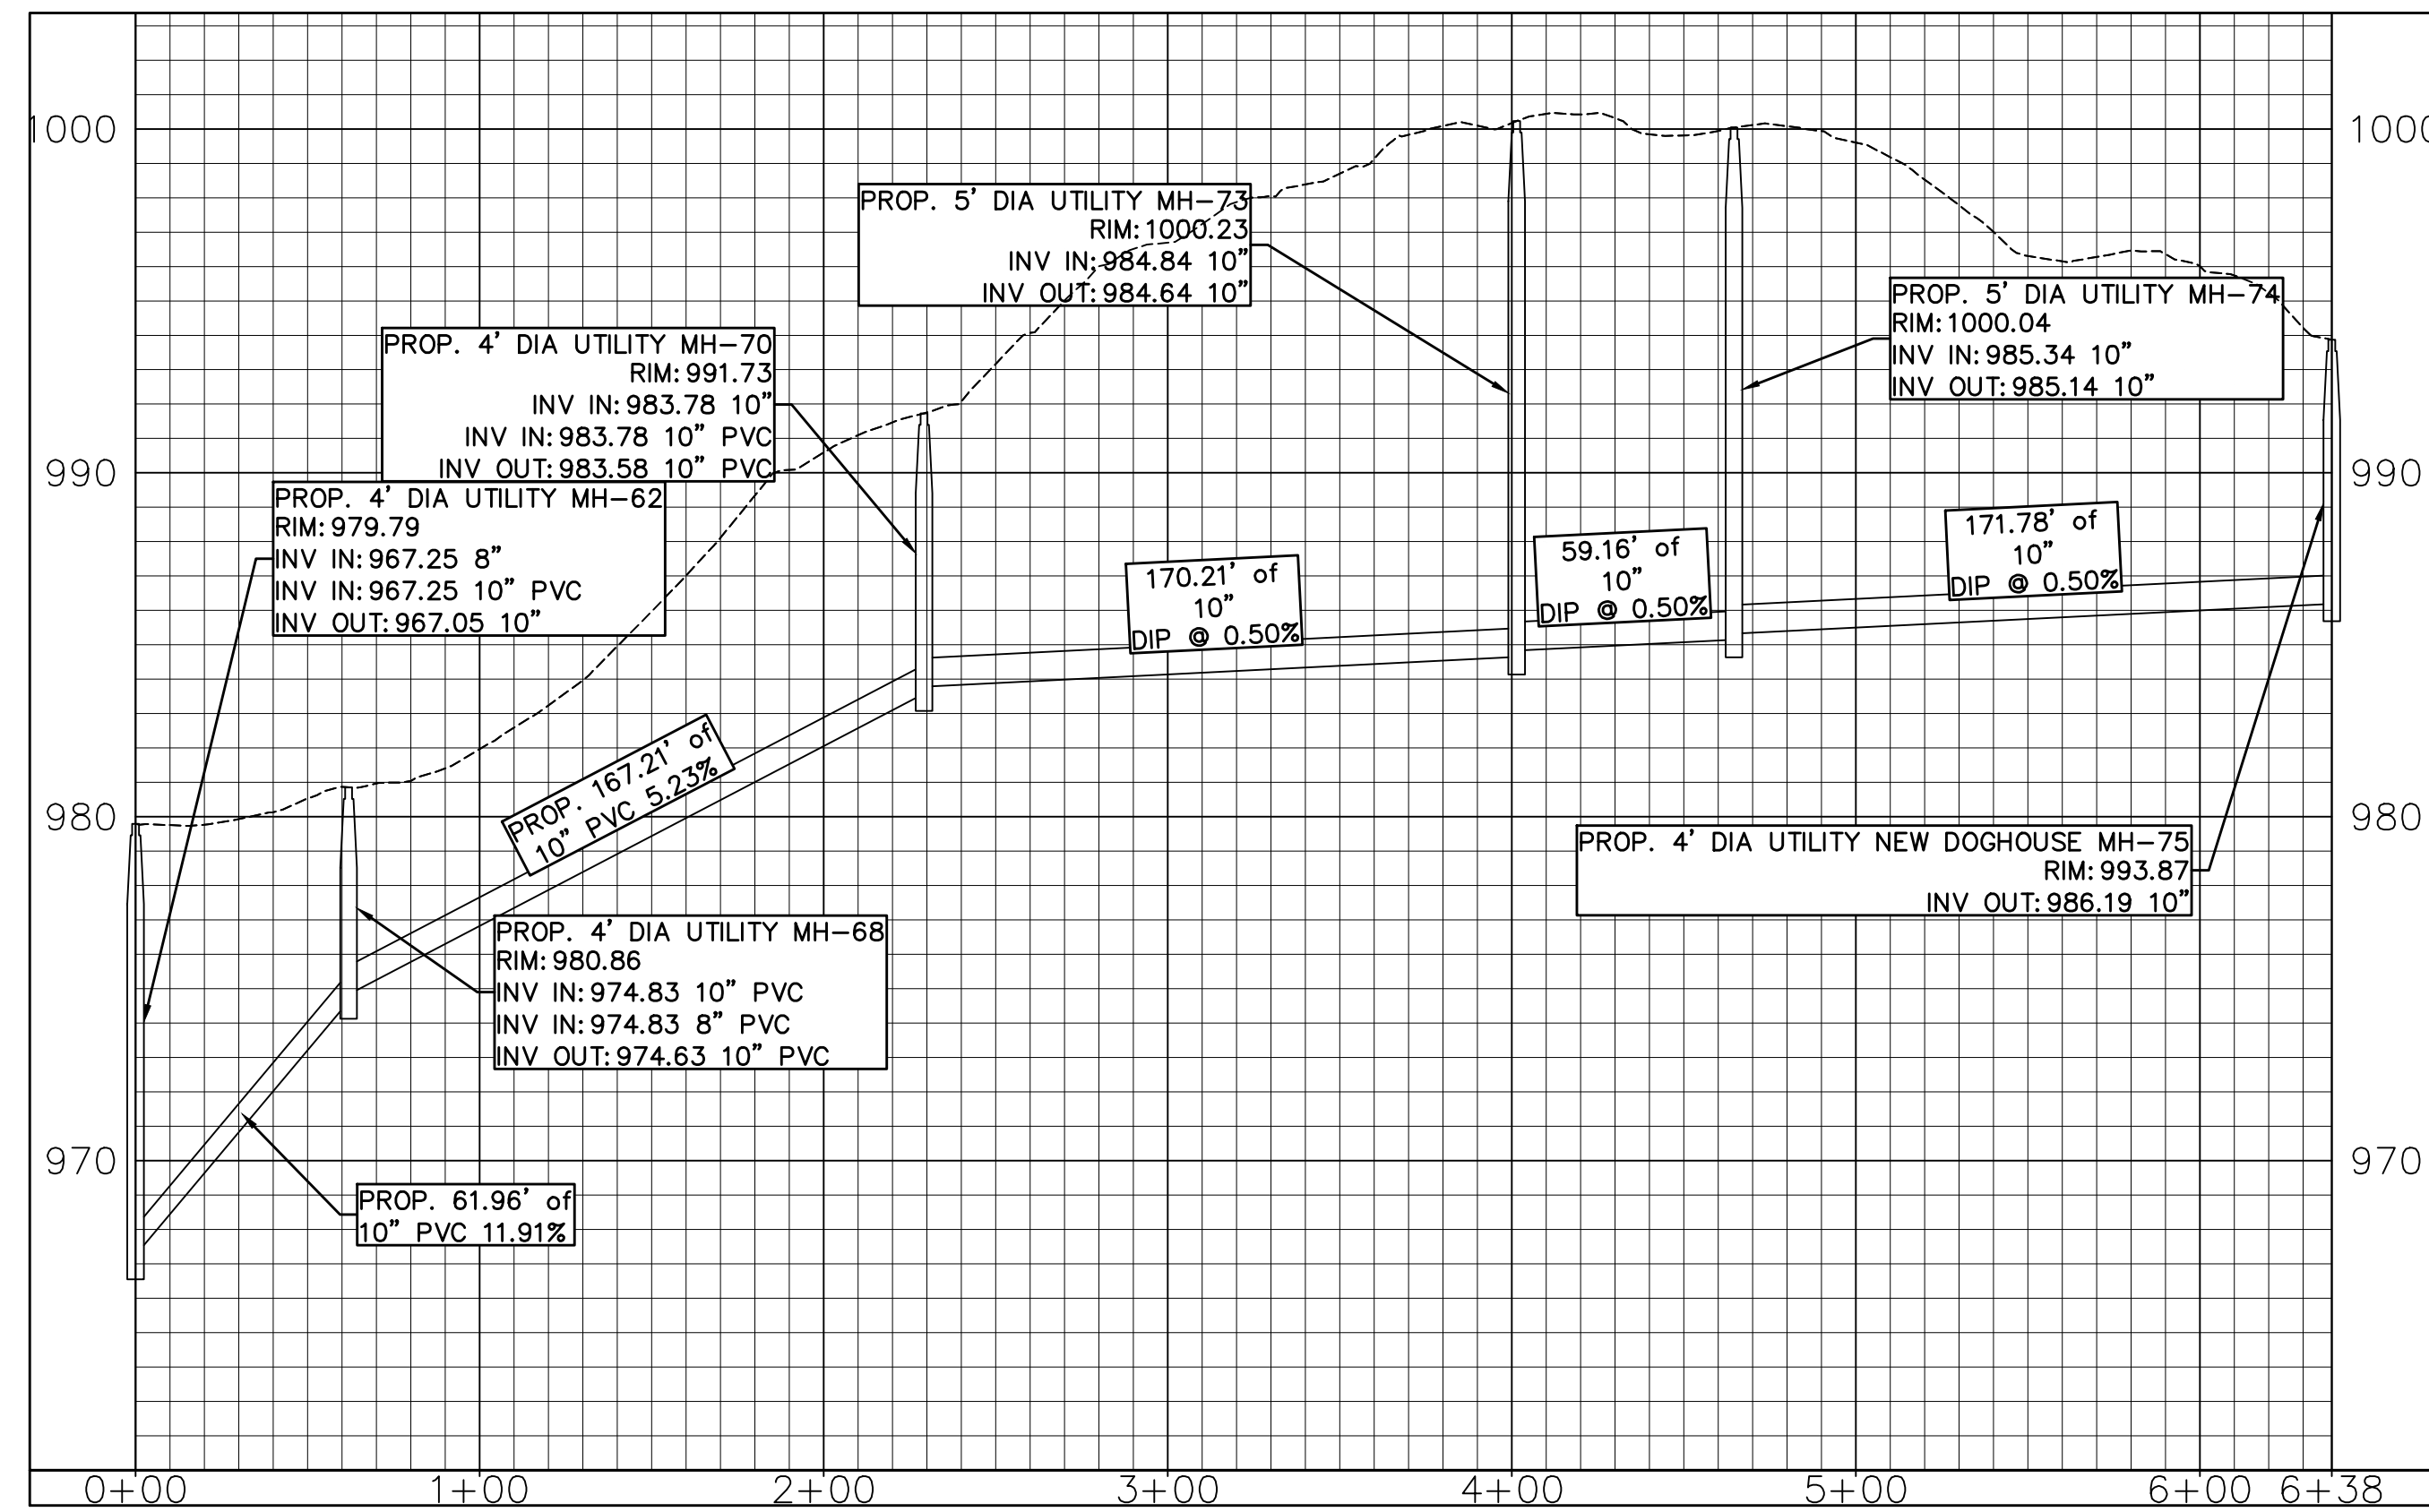 1000
1000
PROP. 5' DIA UTILITY MH-73
RIM: 1000.23
INV IN: 984.84 10"
INV OUT: 984.64 10"
PROP. 5' DIA UTILITY MH-74
RIM: 1000.04
INV IN: 985.34 10"
INV OUT: 985.14 10"
PROP. 4' DIA UTILITY MH-70
RIM: 991.73
INV IN: 983.78 10"
INV IN: 983.78 10" PVC
INV OUT: 983.58 10" PVC
990
990
PROP. 4' DIA UTILITY MH-62
RIM: 979.79
INV IN: 967.25 8"
INV IN: 967.25 10" PVC
INV OUT: 967.05 10"
170.21' of
10"
DIP @ 0.50%
59.16' of
10"
DIP @ 0.50%
171.78' of
10"
DIP @ 0.50%
PROP. 167.21' of
10" PVC 5.23%
980
980
PROP. 4' DIA UTILITY NEW DOGHOUSE MH-75
RIM: 993.87
INV OUT: 986.19 10"
PROP. 4' DIA UTILITY MH-68
RIM: 980.86
INV IN: 974.83 10" PVC
INV IN: 974.83 8" PVC
INV OUT: 974.63 10" PVC
970
970
PROP. 61.96' of
10" PVC 11.91%
0+00 1+00 2+00 3+00 4+00 5+00 6+00 6+38